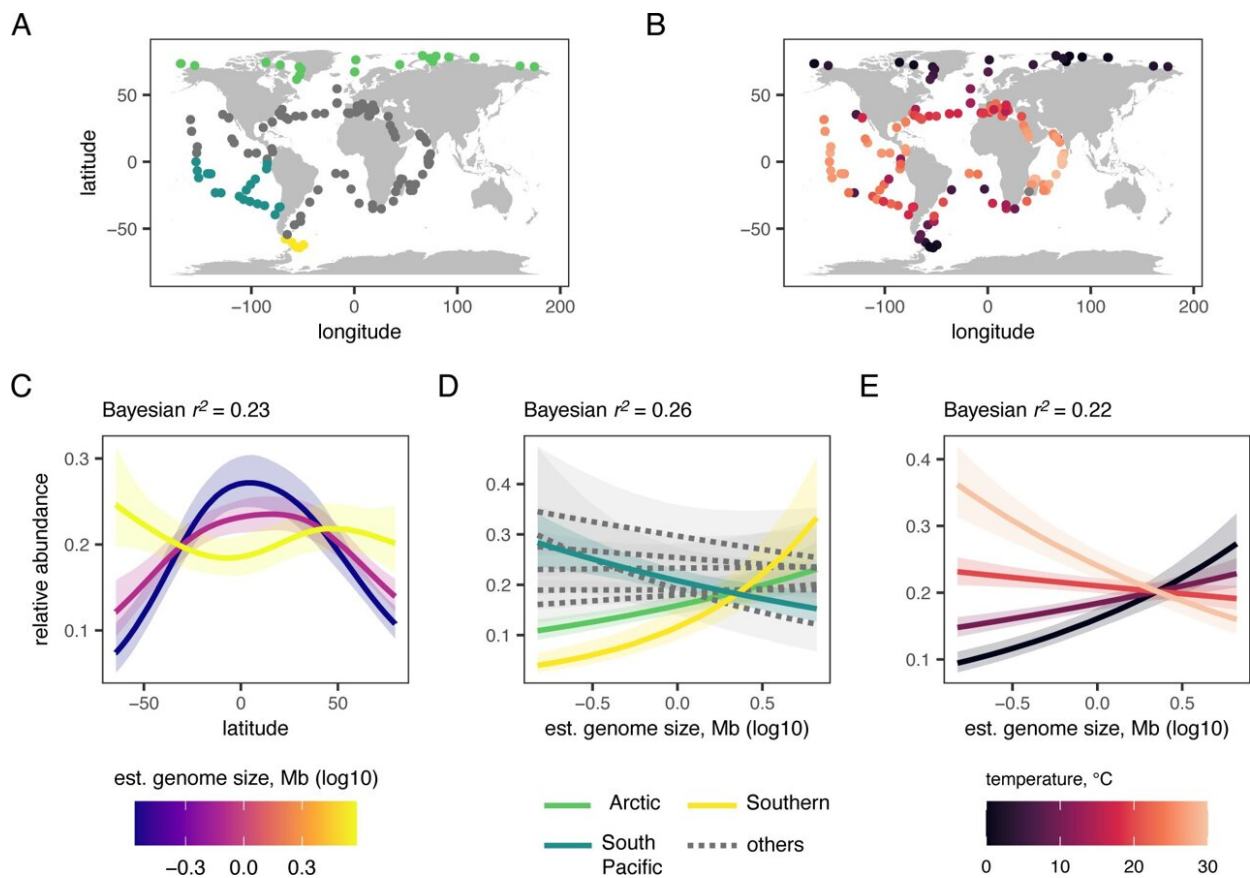 A
B
50
0
−50
latitude
−100
0
100
200
longitude
50
0
−50
−100
0
100
200
longitude
C
D
E
Bayesian r² = 0.23
Bayesian r² = 0.26
Bayesian r² = 0.22
0.3
0.2
0.1
relative abundance
−50
0
50
latitude
0.4
0.3
0.2
0.1
−0.5
0.0
0.5
est. genome size, Mb (log10)
0.4
0.3
0.2
0.1
−0.5
0.0
0.5
est. genome size, Mb (log10)
est. genome size, Mb (log10)
−0.3
0.0
0.3
Arctic
Southern
South
Pacific
others
temperature, °C
0
10
20
30